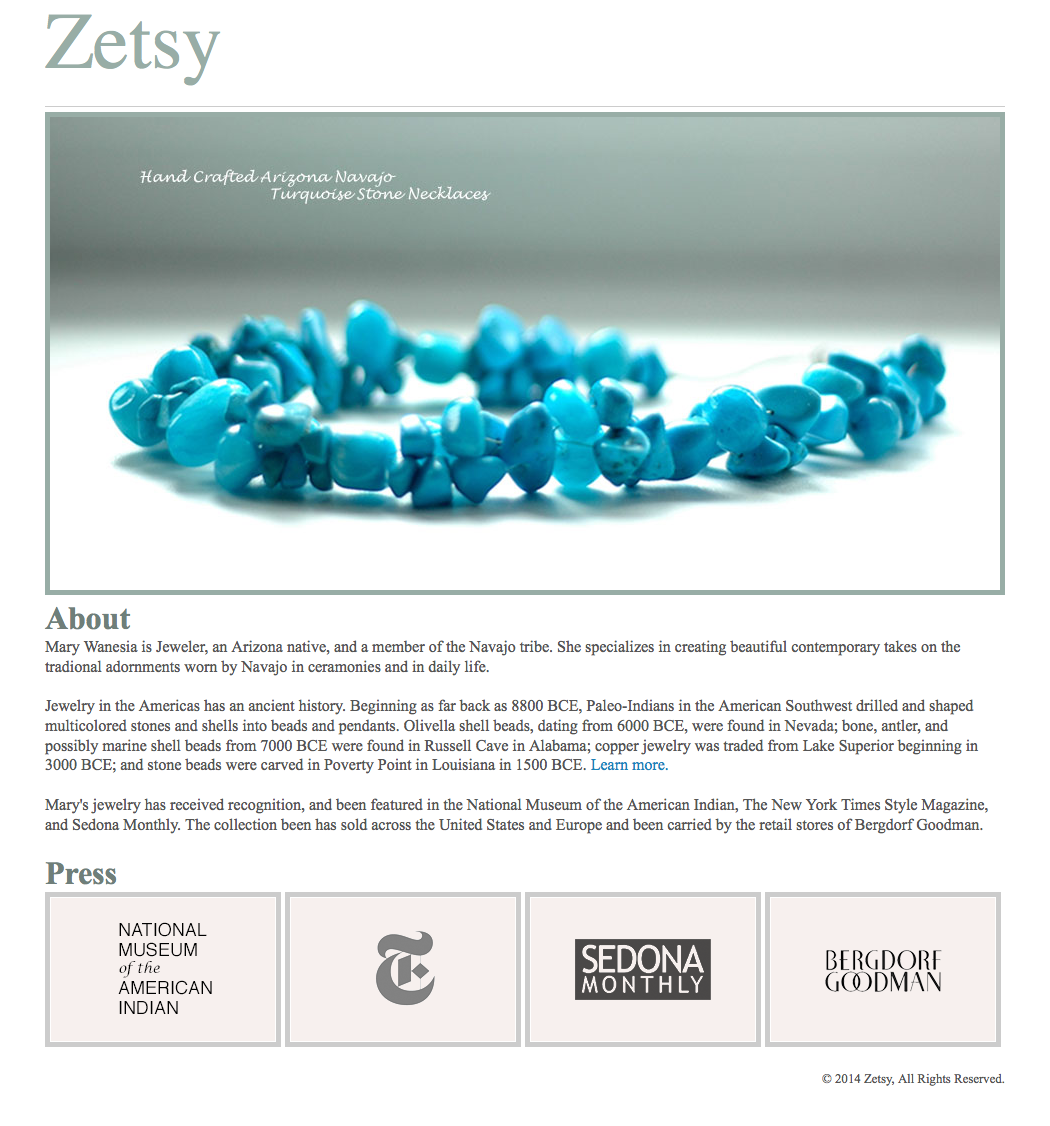 Zetsy
Hand Crafted Arizona Navajo
Turquoise Stone Necklaces
About
Mary Wanesia is Jeweler, an Arizona native, and a member of the Navajo tribe. She specializes in creating beautiful contemporary takes on the
tradional adornments worn by Navajo in ceramonies and in daily life.
Jewelry in the Americas has an ancient history. Beginning as far back as 8800 BCE, Paleo-Indians in the American Southwest drilled and shaped
multicolored stones and shells into beads and pendants. Olivella shell beads, dating from 6000 BCE, were found in Nevada; bone, antler, and
possibly marine shell beads from 7000 BCE were found in Russell Cave in Alabama; copper jewelry was traded from Lake Superior beginning in
3000 BCE; and stone beads were carved in Poverty Point in Louisiana in 1500 BCE. Learn more.
Mary's jewelry has received recognition, and been featured in the National Museum of the American Indian, The New York Times Style Magazine,
and Sedona Monthly. The collection been has sold across the United States and Europe and been carried by the retail stores of Bergdorf Goodman.
Press
NATIONAL
MUSEUM
of the
AMERICAN
INDIAN
T
SEDONA
MONTHLY
BERGDORF
GOODMAN
© 2014 Zetsy, All Rights Reserved.